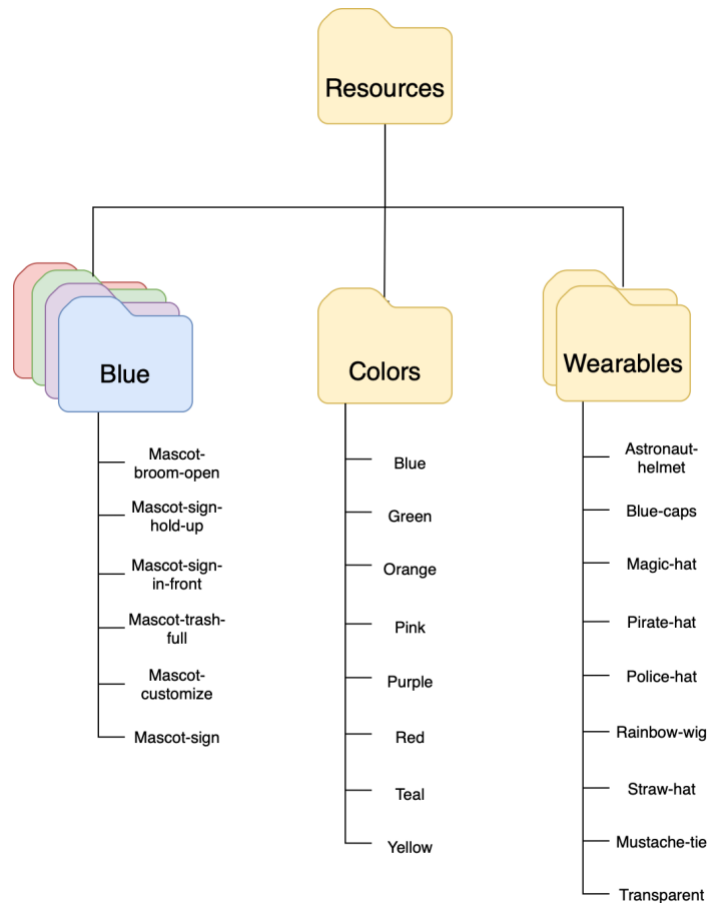 Resources
Blue
Mascot-
broom-open
Mascot-sign-
hold-up
Mascot-sign-
in-front
Mascot-trash-
full
Mascot-
customize
Mascot-sign
Colors
Blue
Green
Orange
Pink
Purple
Red
Teal
Yellow
Wearables
Astronaut-
helmet
Blue-caps
Magic-hat
Pirate-hat
Police-hat
Rainbow-wig
Straw-hat
Mustache-tie
Transparent